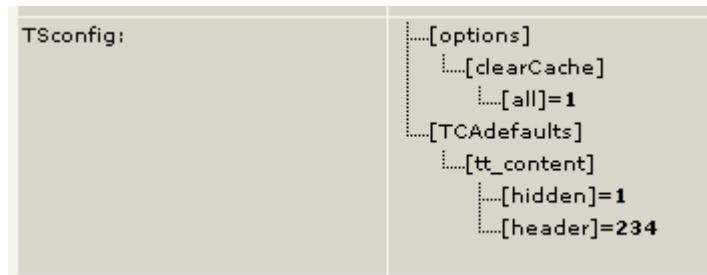 TSconfig:
[options]
[clearCache]
[all]=1
[TCAdefaults]
[tt_content]
[hidden]=1
[header]=234